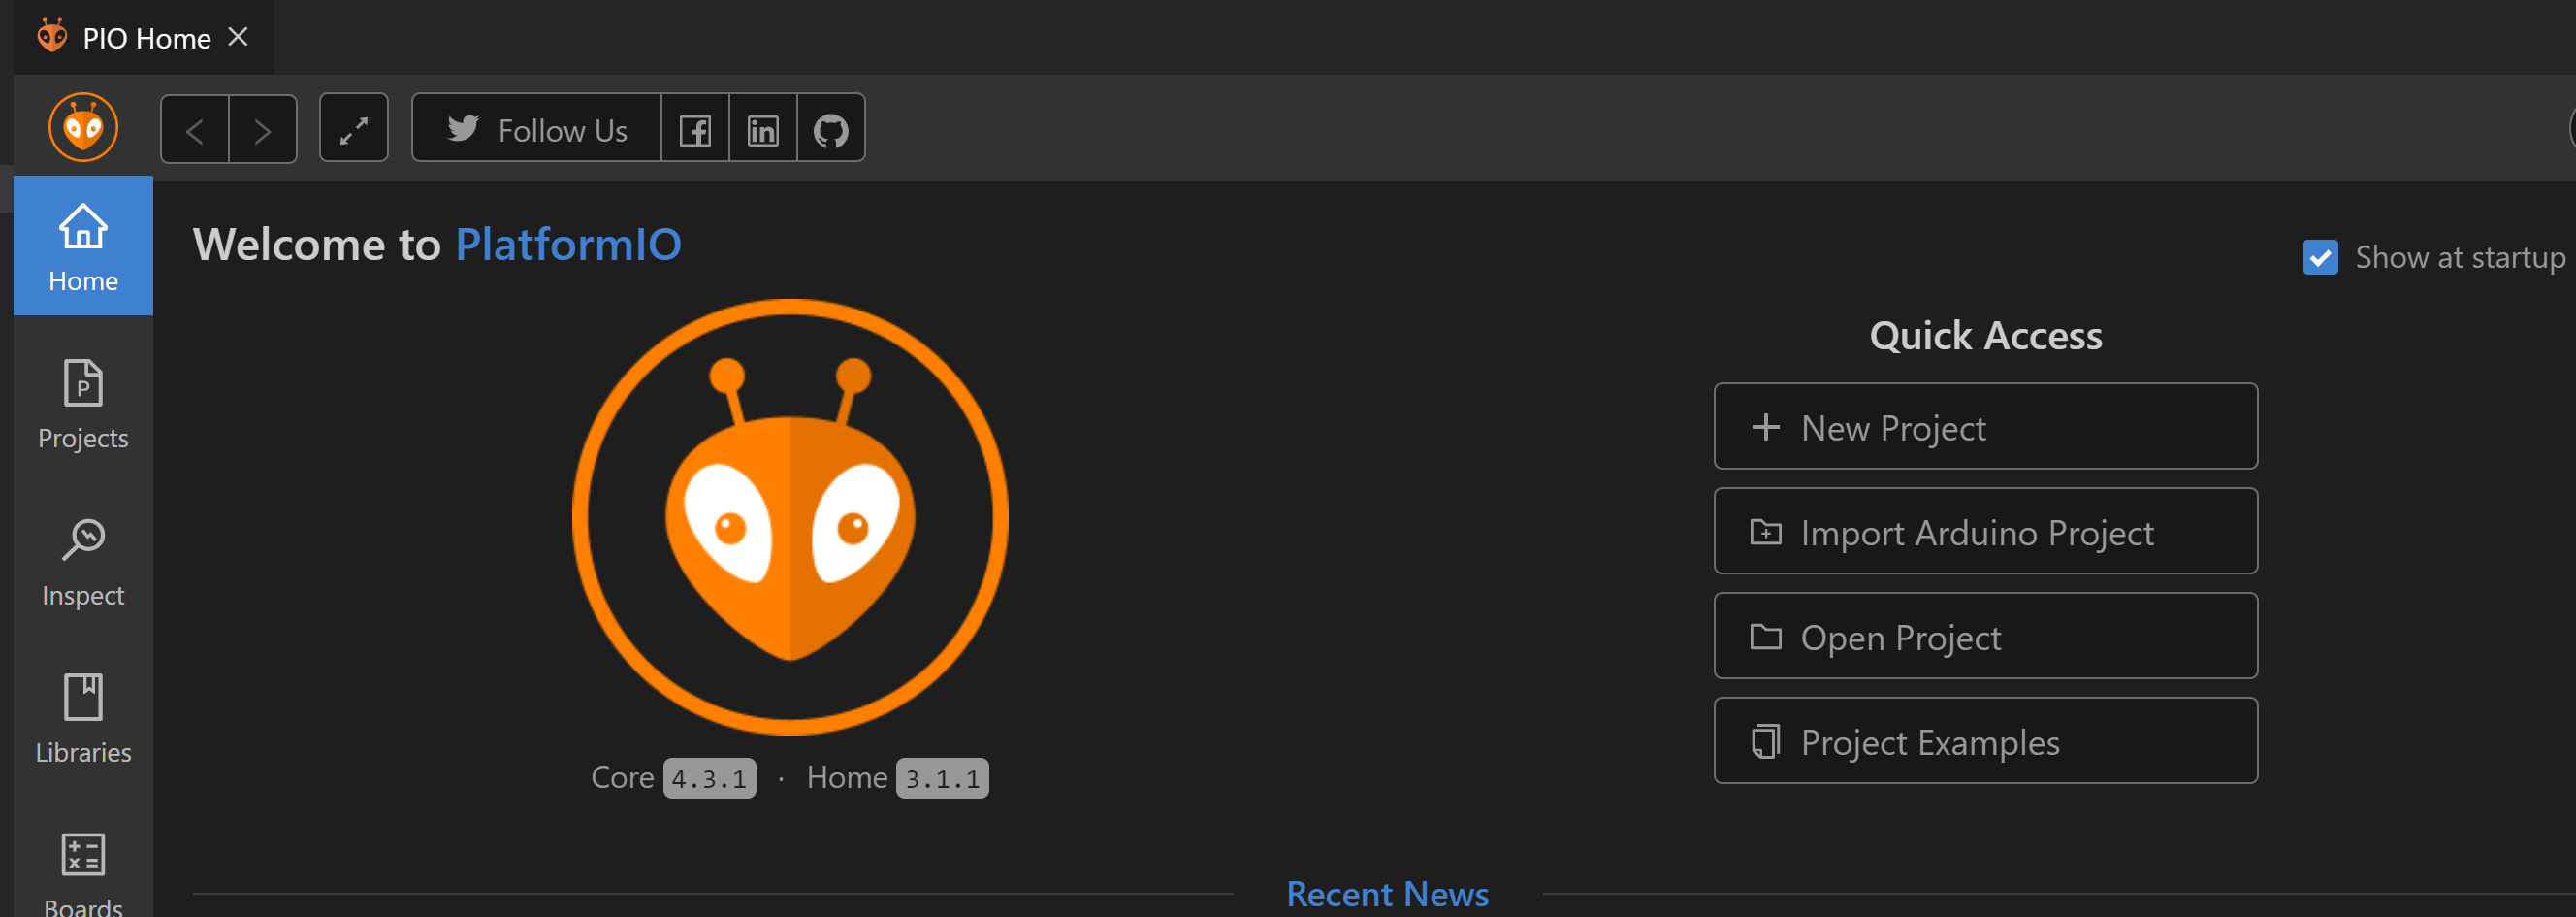 PIO Home
Follow Us
Home
Projects
Inspect
Libraries
Boards
Welcome to PlatformIO
Show at startup
Core 4.3.1 · Home 3.1.1
Quick Access
New Project
Import Arduino Project
Open Project
Project Examples
Recent News